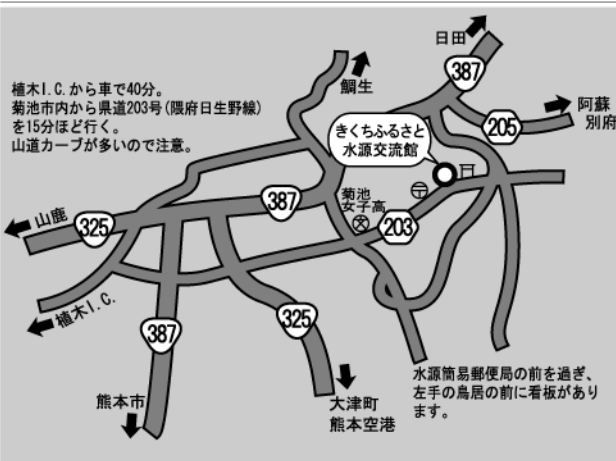 日田
387
鯛生
植木I.C.から車で40分。
菊池市内から県道203号(隈府日生野線)
を15分ほど行く。
山道カーブが多いので注意。
阿蘇
別府
205
きくちふるさと
水源交流館
菊池
女子高
文
387
203
山鹿
325
植木I.C.
387
325
熊本市
大津町
熊本空港
水源簡易郵便局の前を過ぎ、
左手の鳥居の前に看板があり
ます。